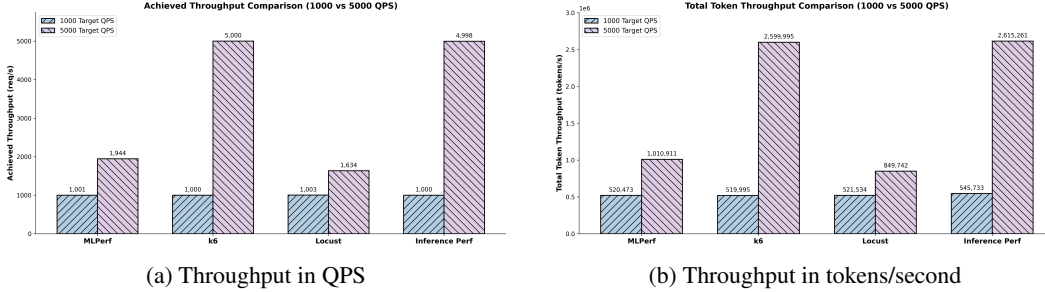 Achieved Throughput Comparison (1000 vs 5000 QPS)
1000 Target QPS
5000 Target QPS
Achieved Throughput (req/s)
5000
4000
3000
2000
1000
0
1,001
1,944
1,000
5,000
1,003
1,634
1,000
4,998
MLPerf
k6
Locust
Inference Perf
(a) Throughput in QPS
Total Token Throughput Comparison (1000 vs 5000 QPS)
1e6
1000 Target QPS
5000 Target QPS
Total Token Throughput (tokens/s)
3.0
2.5
2.0
1.5
1.0
0.5
0.0
520,473
1,010,911
519,995
2,599,995
521,534
849,742
545,733
2,615,261
MLPerf
k6
Locust
Inference Perf
(b) Throughput in tokens/second